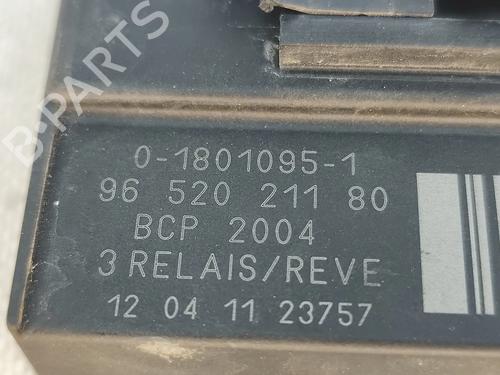 B-PARTS
0-1801095-1
96 520 211 80
BCP 2004
3 RELAIS/REVE
12 04 11 23757